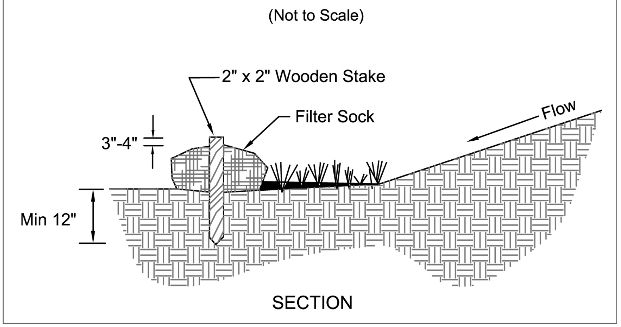 (Not to Scale)
2" x 2" Wooden Stake
Filter Sock
Flow
3"-4"
Min 12"
SECTION